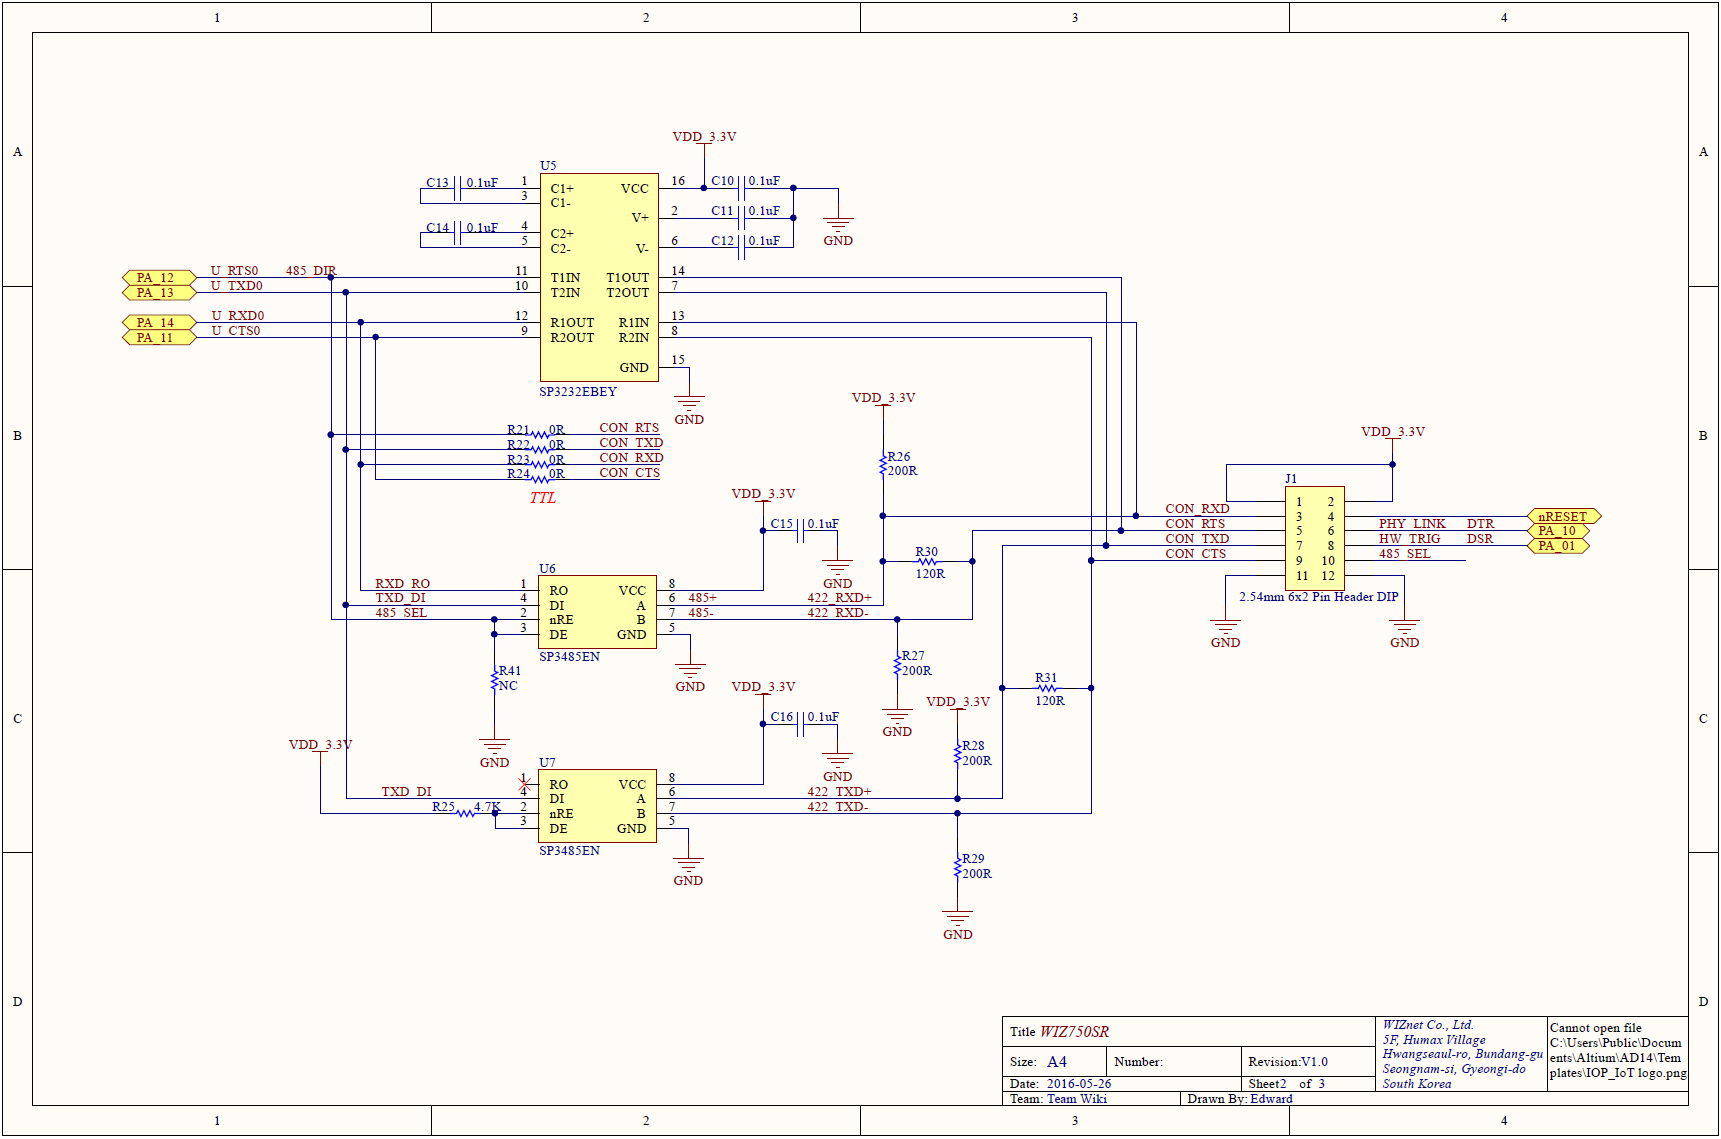 1 2 3 4
A A
VDD_3.3V
U5
C13 0.1uF 1 C1+ VCC 16 C10 0.1uF
3 C1-
V+ 2 C11 0.1uF
C14 0.1uF 4 C2+
5 C2- V- 6 C12 0.1uF
GND
PA_12 U_RTS0 485_DIR 11 T1IN T1OUT 14
PA_13 U_TXD0 10 T2IN T2OUT 7
PA_14 U_RXD0 12 R1OUT R1IN 13
PA_11 U_CTS0 9 R2OUT R2IN 8
GND 15
SP3232EBEY
GND
B B
R21 0R CON_RTS
R22 0R CON_TXD
R23 0R CON_RXD
R24 0R CON_CTS
TTL
VDD_3.3V
R26
200R
VDD_3.3V
J1
1 2
CON_RXD 3 4 nRESET
CON_RTS 5 6 PHY_LINK DTR PA_10
CON_TXD 7 8 HW_TRIG DSR PA_01
CON_CTS 9 10 485_SEL
11 12
2.54mm 6x2 Pin Header DIP
GND GND
VDD_3.3V
C15 0.1uF
GND
R30
120R
U6
RXD_RO 1 RO VCC 8
TXD_DI 4 DI A 6 485+ 422_RXD+
485_SEL 2 nRE B 7 485- 422_RXD-
3 DE GND 5
SP3485EN
GND
R41
NC
GND
R27
200R
GND
C C
R31
120R
VDD_3.3V
C16 0.1uF
GND
VDD_3.3V
R28
200R
VDD_3.3V
U7
1 RO VCC 8
TXD_DI 4 DI A 6 422_TXD+
R25 4.7K 2 nRE B 7 422_TXD-
3 DE GND 5
SP3485EN
GND
R29
200R
GND
D D
Title WIZ750SR
Size: A4 Number: Revision:V1.0
Date: 2016-05-26 Sheet2 of 3
Team: Team Wiki Drawn By: Edward
WIZnet Co., Ltd.
5F, Humax Village
Hwangseaul-ro, Bundang-gu
Seongnam-si, Gyeongi-do
South Korea
Cannot open file
C:\Users\Public\Docum
ents\Altium\AD14\Tem
plates\IOP_IoT logo.png
1 2 3 4